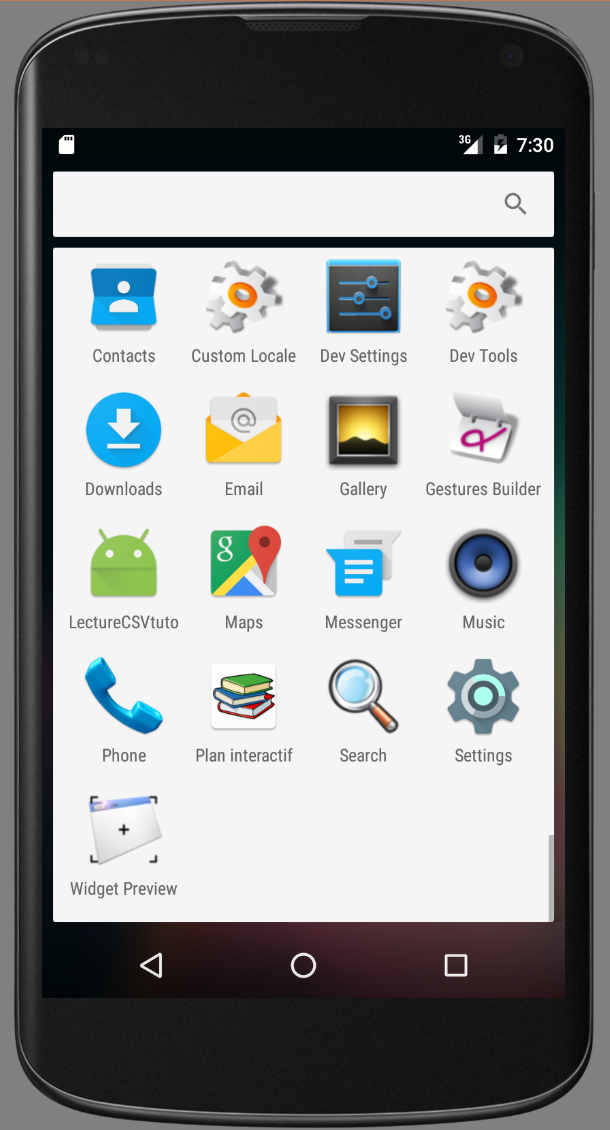 3G 7:30
Contacts Custom Locale Dev Settings Dev Tools
@
Downloads Email Gallery Gestures Builder
g
LectureCSVtuto Maps Messenger Music
Phone Plan interactif Search Settings
Widget Preview